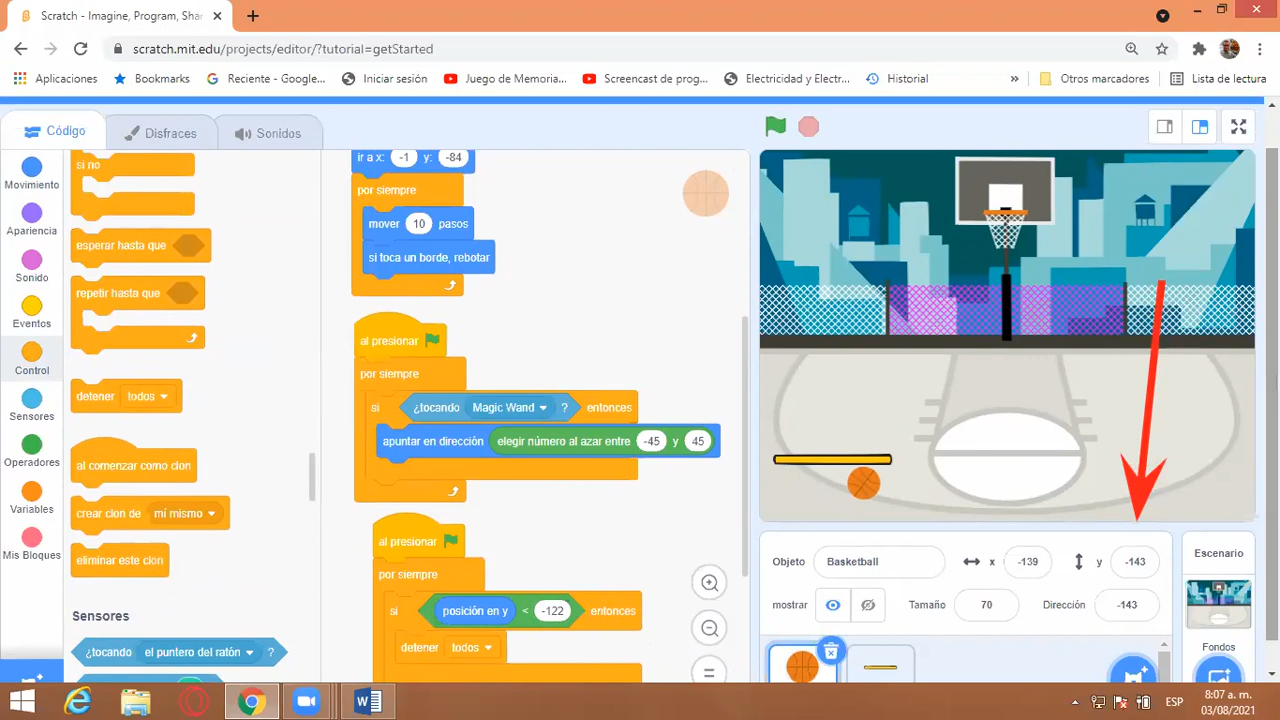 Scratch - Imagine, Program, Shar
scratch.mit.edu/projects/editor/?tutorial=getStarted
Aplicaciones Bookmarks Reciente - Google... Iniciar sesión Juego de Memoria... Screencast de prog... Electricidad y Electr... Historial » Otros marcadores Lista de lectura
Código Disfraces Sonidos
Movimiento
Apariencia
Sonido
Eventos
Control
Sensores
Operadores
Variables
Mis Bloques
si no
esperar hasta que
repetir hasta que
detener todos
al comenzar como clon
crear clon de mí mismo
eliminar este clon
Sensores
¿tocando el puntero del ratón ?
ir a x: -1 y: -84
por siempre
mover 10 pasos
si toca un borde, rebotar
al presionar
por siempre
si ¿tocando Magic Wand ? entonces
apuntar en dirección elegir número al azar entre -45 y 45
al presionar
por siempre
si posición en y < -122 entonces
detener todos
Objeto Basketball x -139 y -143
mostrar Tamaño 70 Dirección -143
Escenario
Fondos
ESP 8:07 a. m.
03/08/2021